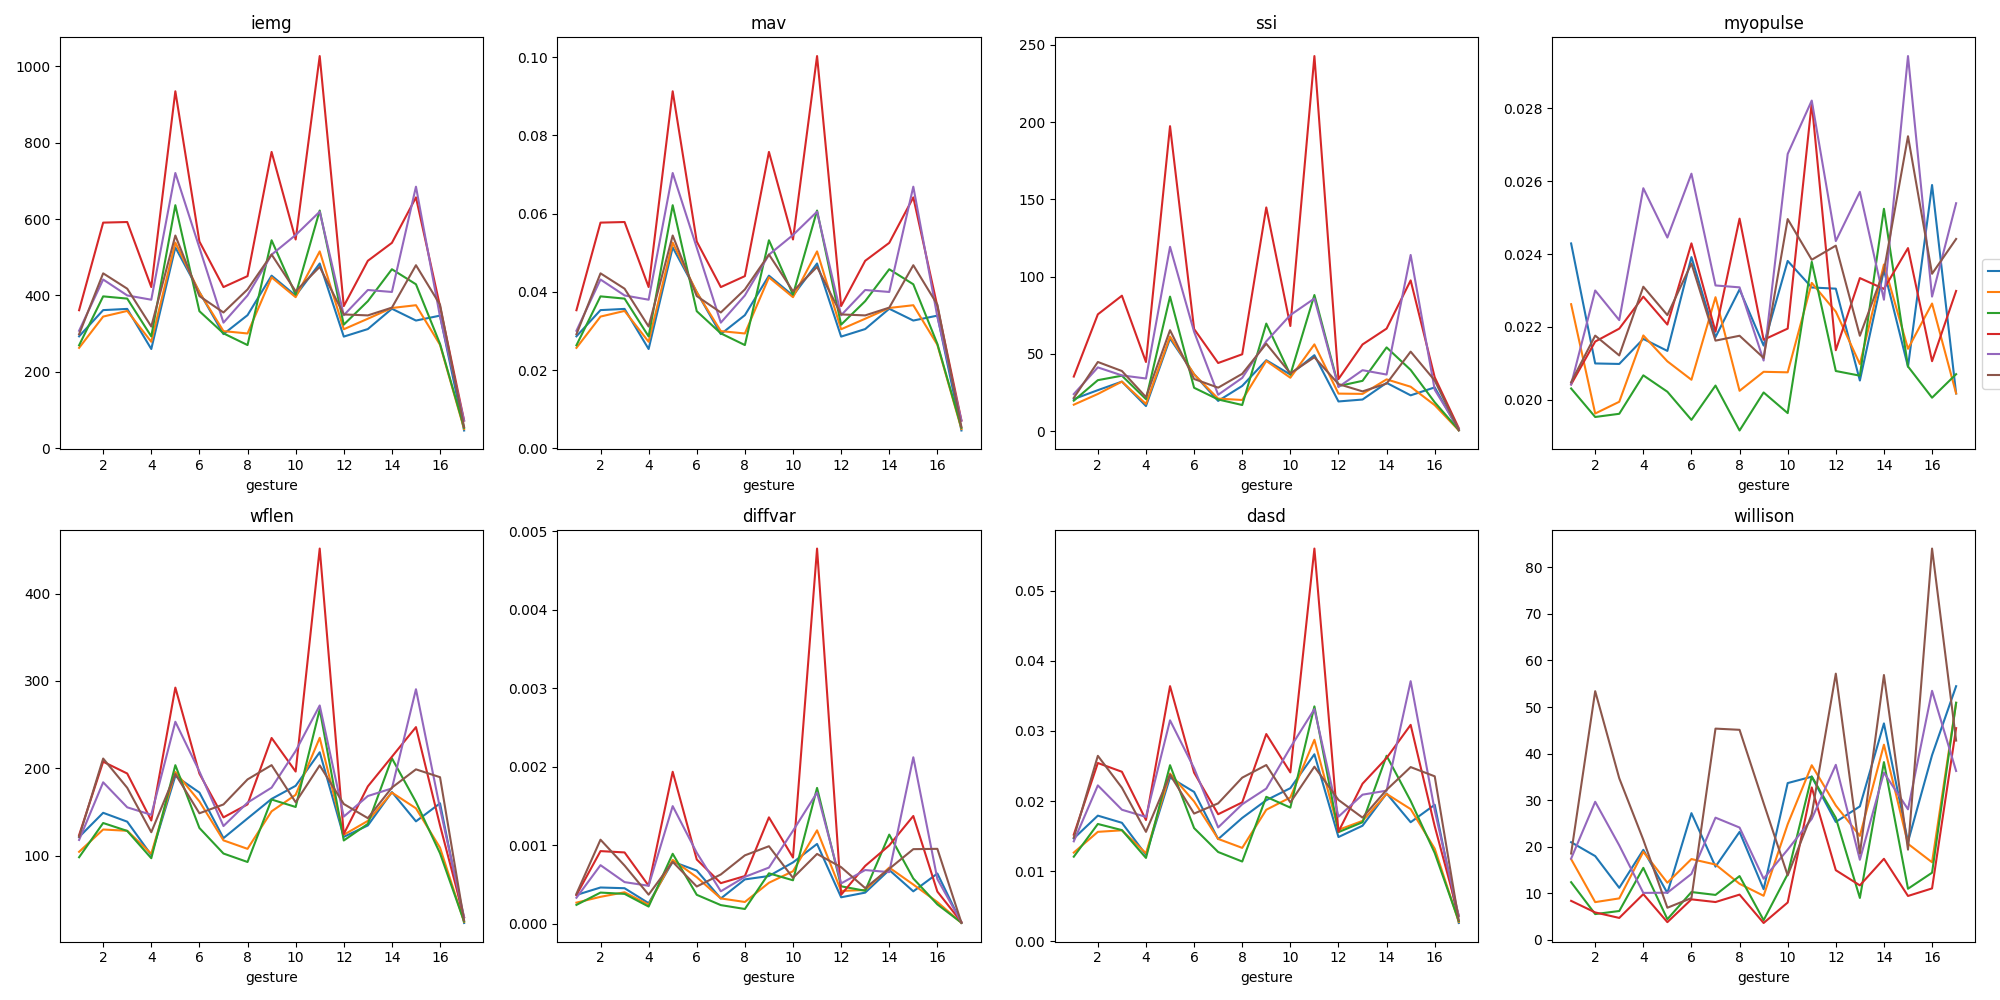 iemg
mav
ssi
myopulse
1000
800
600
400
200
0
2 4 6 8 10 12 14 16
gesture
0.10
0.08
0.06
0.04
0.02
0.00
2 4 6 8 10 12 14 16
gesture
250
200
150
100
50
0
2 4 6 8 10 12 14 16
gesture
0.028
0.026
0.024
0.022
0.020
2 4 6 8 10 12 14 16
gesture
wflen
diffvar
dasd
willison
400
300
200
100
2 4 6 8 10 12 14 16
gesture
0.005
0.004
0.003
0.002
0.001
0.000
2 4 6 8 10 12 14 16
gesture
0.05
0.04
0.03
0.02
0.01
0.00
2 4 6 8 10 12 14 16
gesture
80
70
60
50
40
30
20
10
0
2 4 6 8 10 12 14 16
gesture